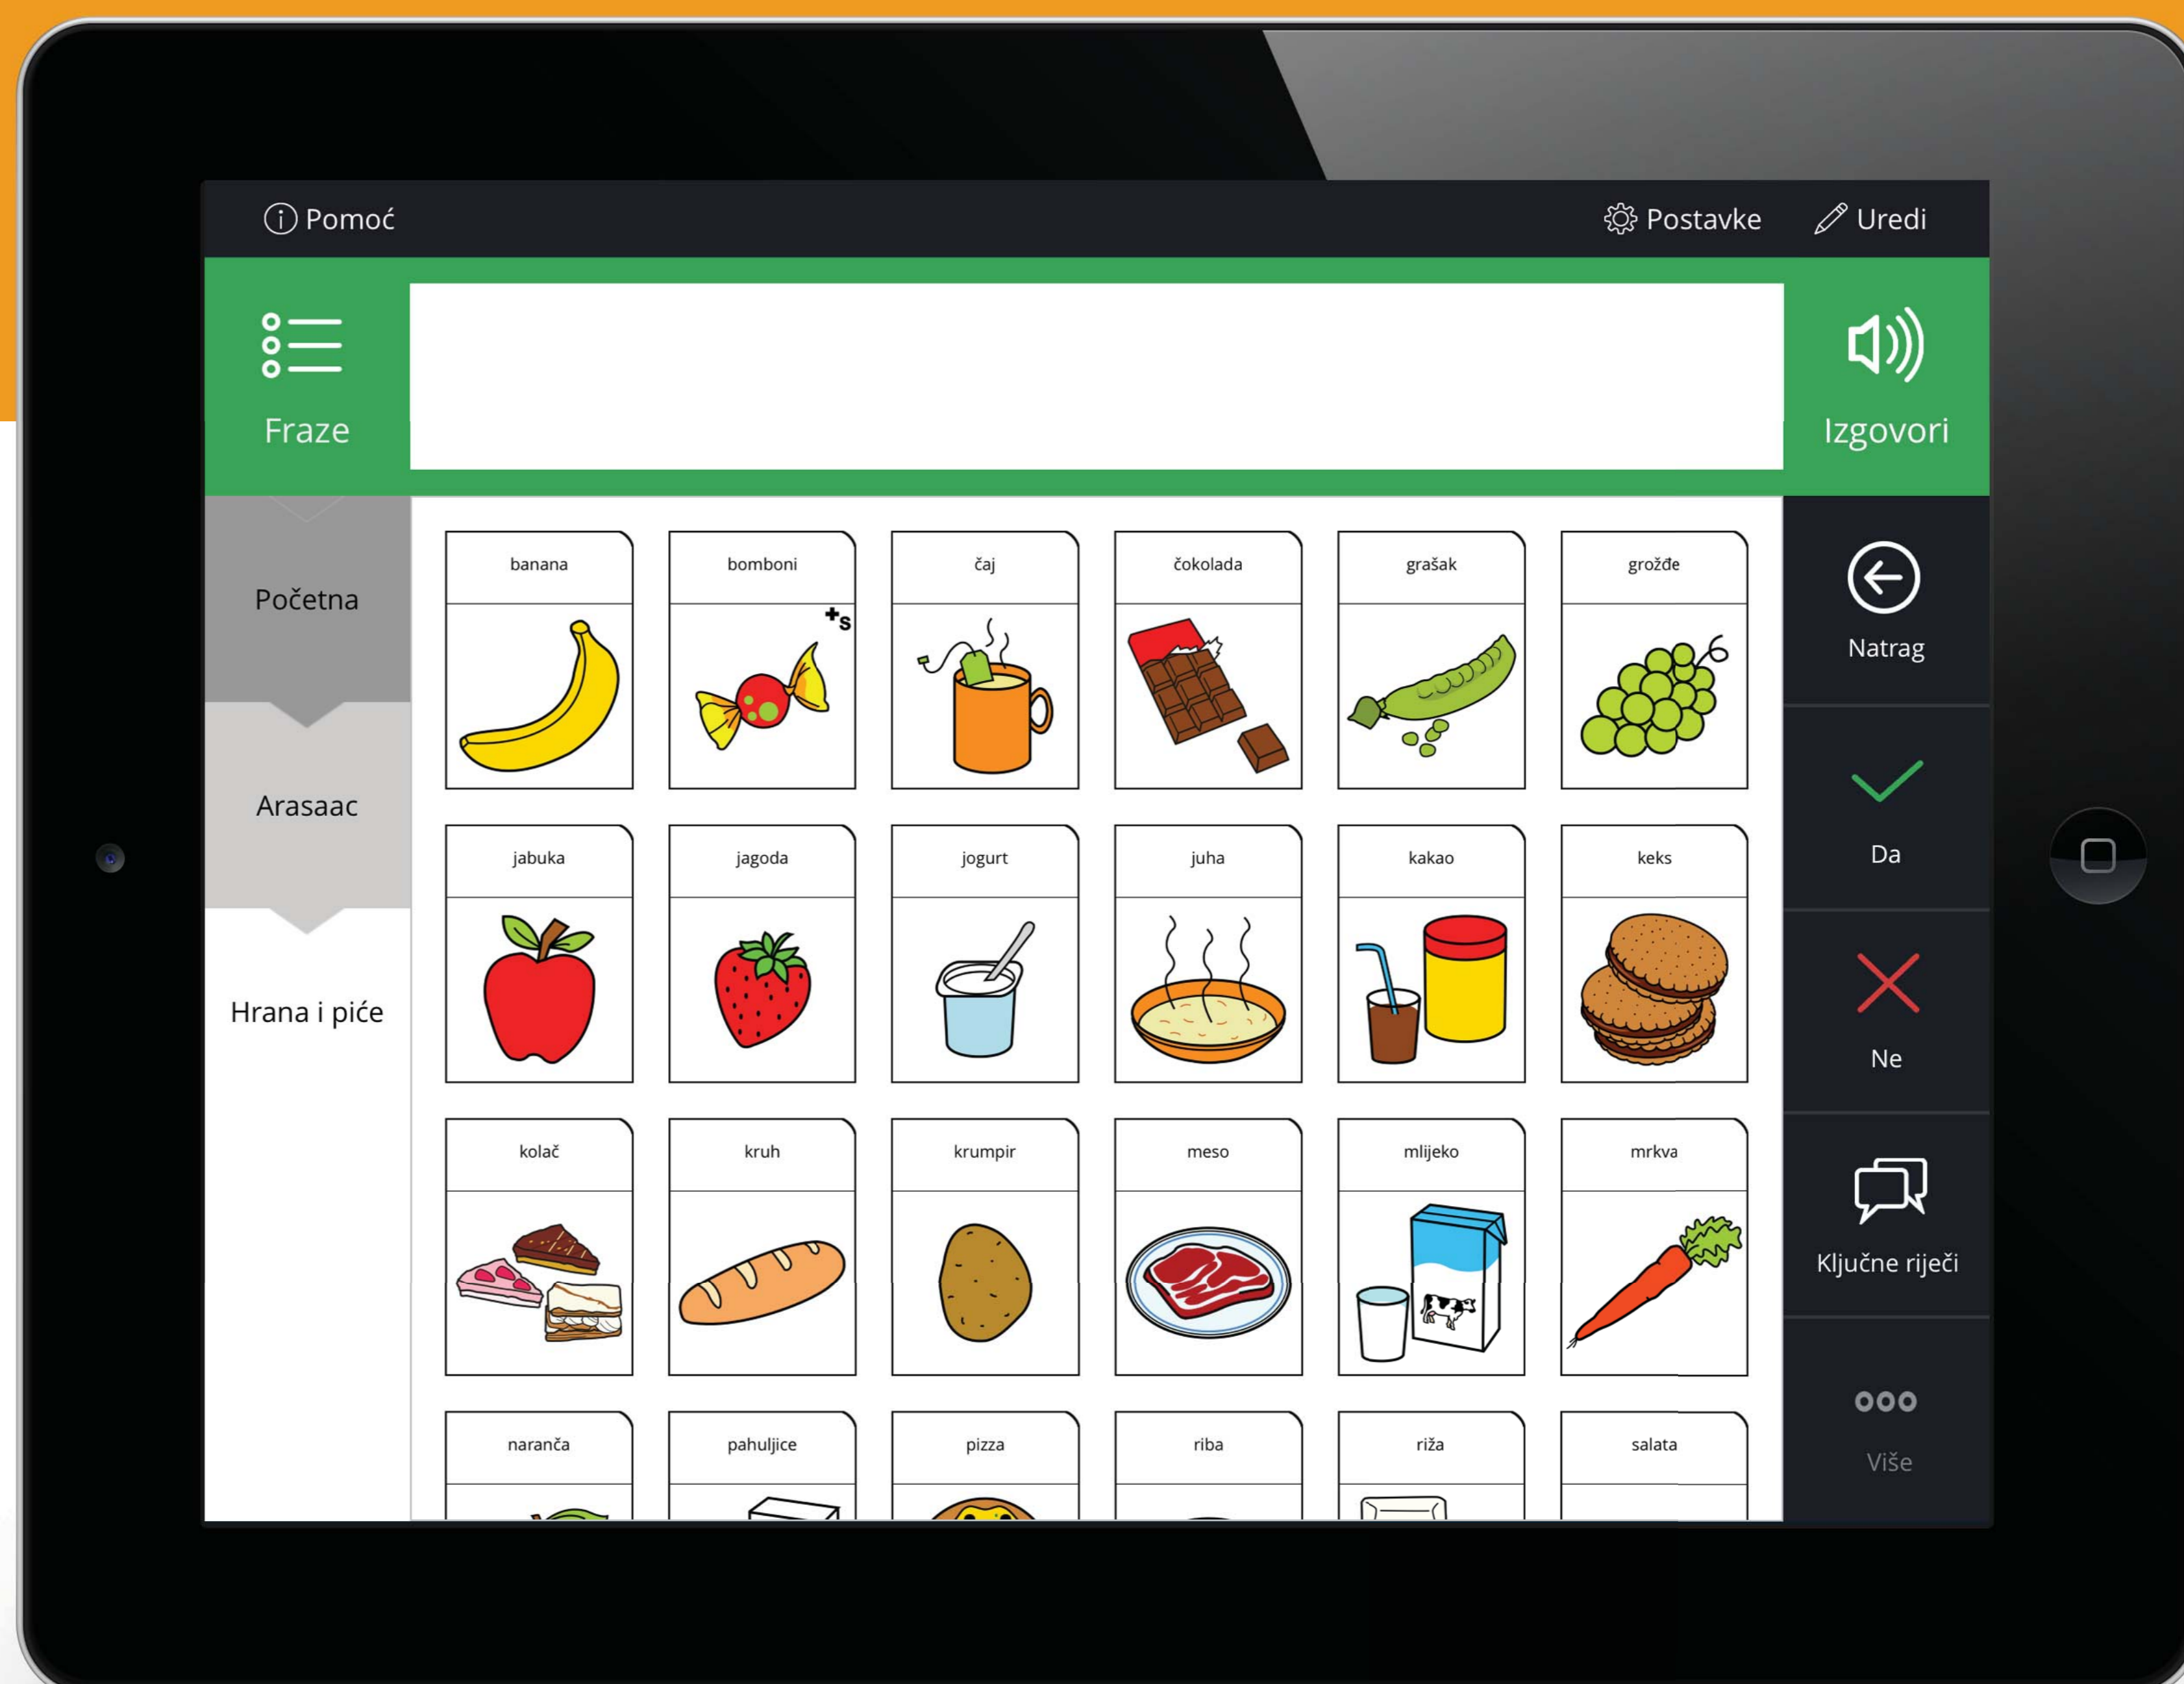 Pomoć
Postavke
Uredi
Fraze
Izgovori
Početna
Arasaac
Hrana i piće
banana
bomboni
+s
čaj
čokolada
grašak
grožđe
jabuka
jagoda
jogurt
juha
kakao
keks
kolač
kruh
krumpir
meso
mlijeko
mrkva
naranča
pahuljice
pizza
riba
riža
salata
Natrag
Da
Ne
Ključne riječi
Više